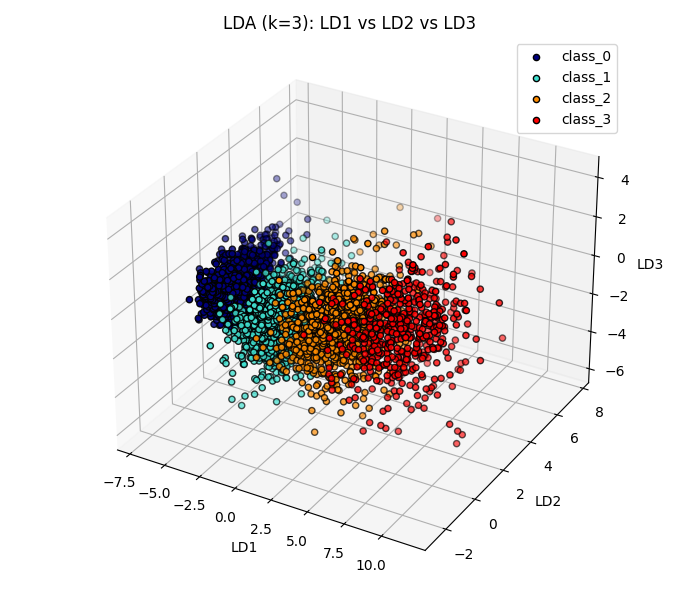 LDA (k=3): LD1 vs LD2 vs LD3
class_0
class_1
class_2
class_3
4
2
0
−2
−4
−6
LD3
8
6
4
2
0
−2
LD2
−7.5
−5.0
−2.5
0.0
2.5
5.0
7.5
10.0
LD1